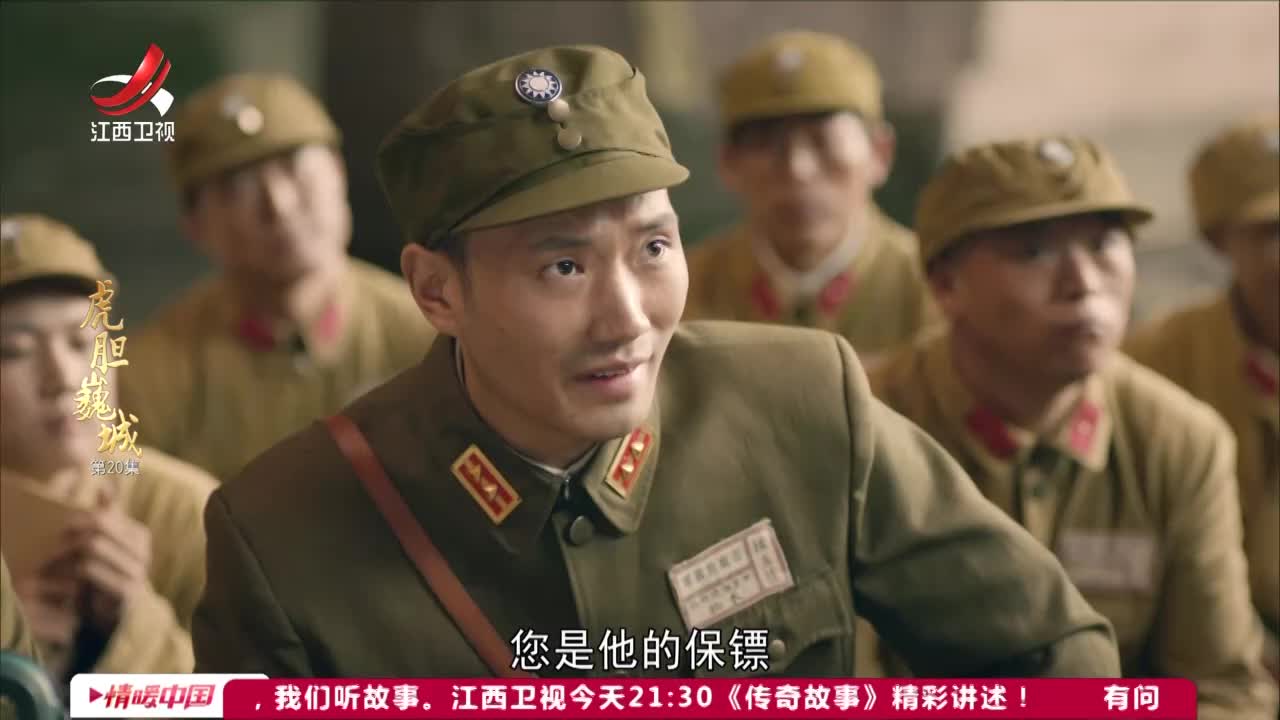 江西卫视
虎胆巍城
第20集
您是他的保镖
情暖中国
，我们听故事。江西卫视今天21:30《传奇故事》精彩讲述！ 有问